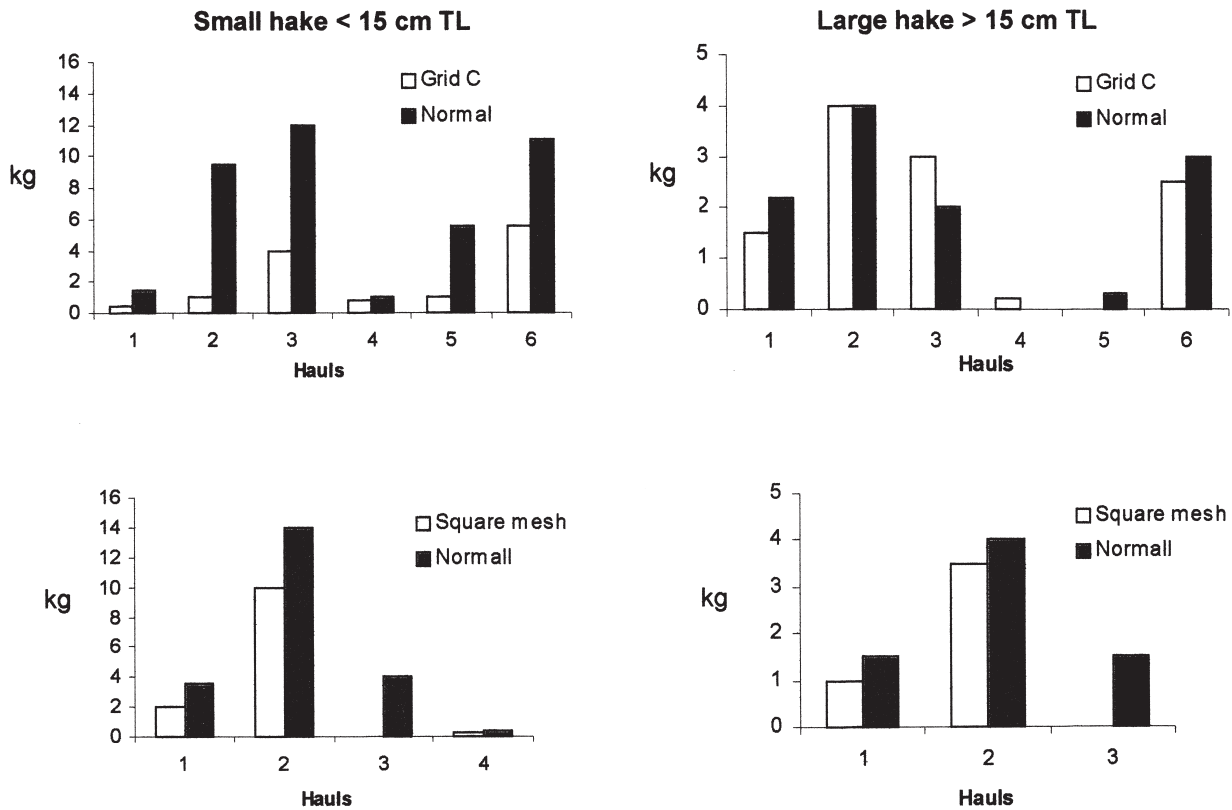 Small hake < 15 cm TL
16
14
12
10
8
6
4
2
0
kg
Grid C
Normal
1 2 3 4 5 6
Hauls
Large hake > 15 cm TL
5
4
3
2
1
0
kg
Grid C
Normal
1 2 3 4 5 6
Hauls
16
14
12
10
8
6
4
2
0
kg
Square mesh
Normall
1 2 3 4
Hauls
5
4
3
2
1
0
kg
Square mesh
Normall
1 2 3
Hauls